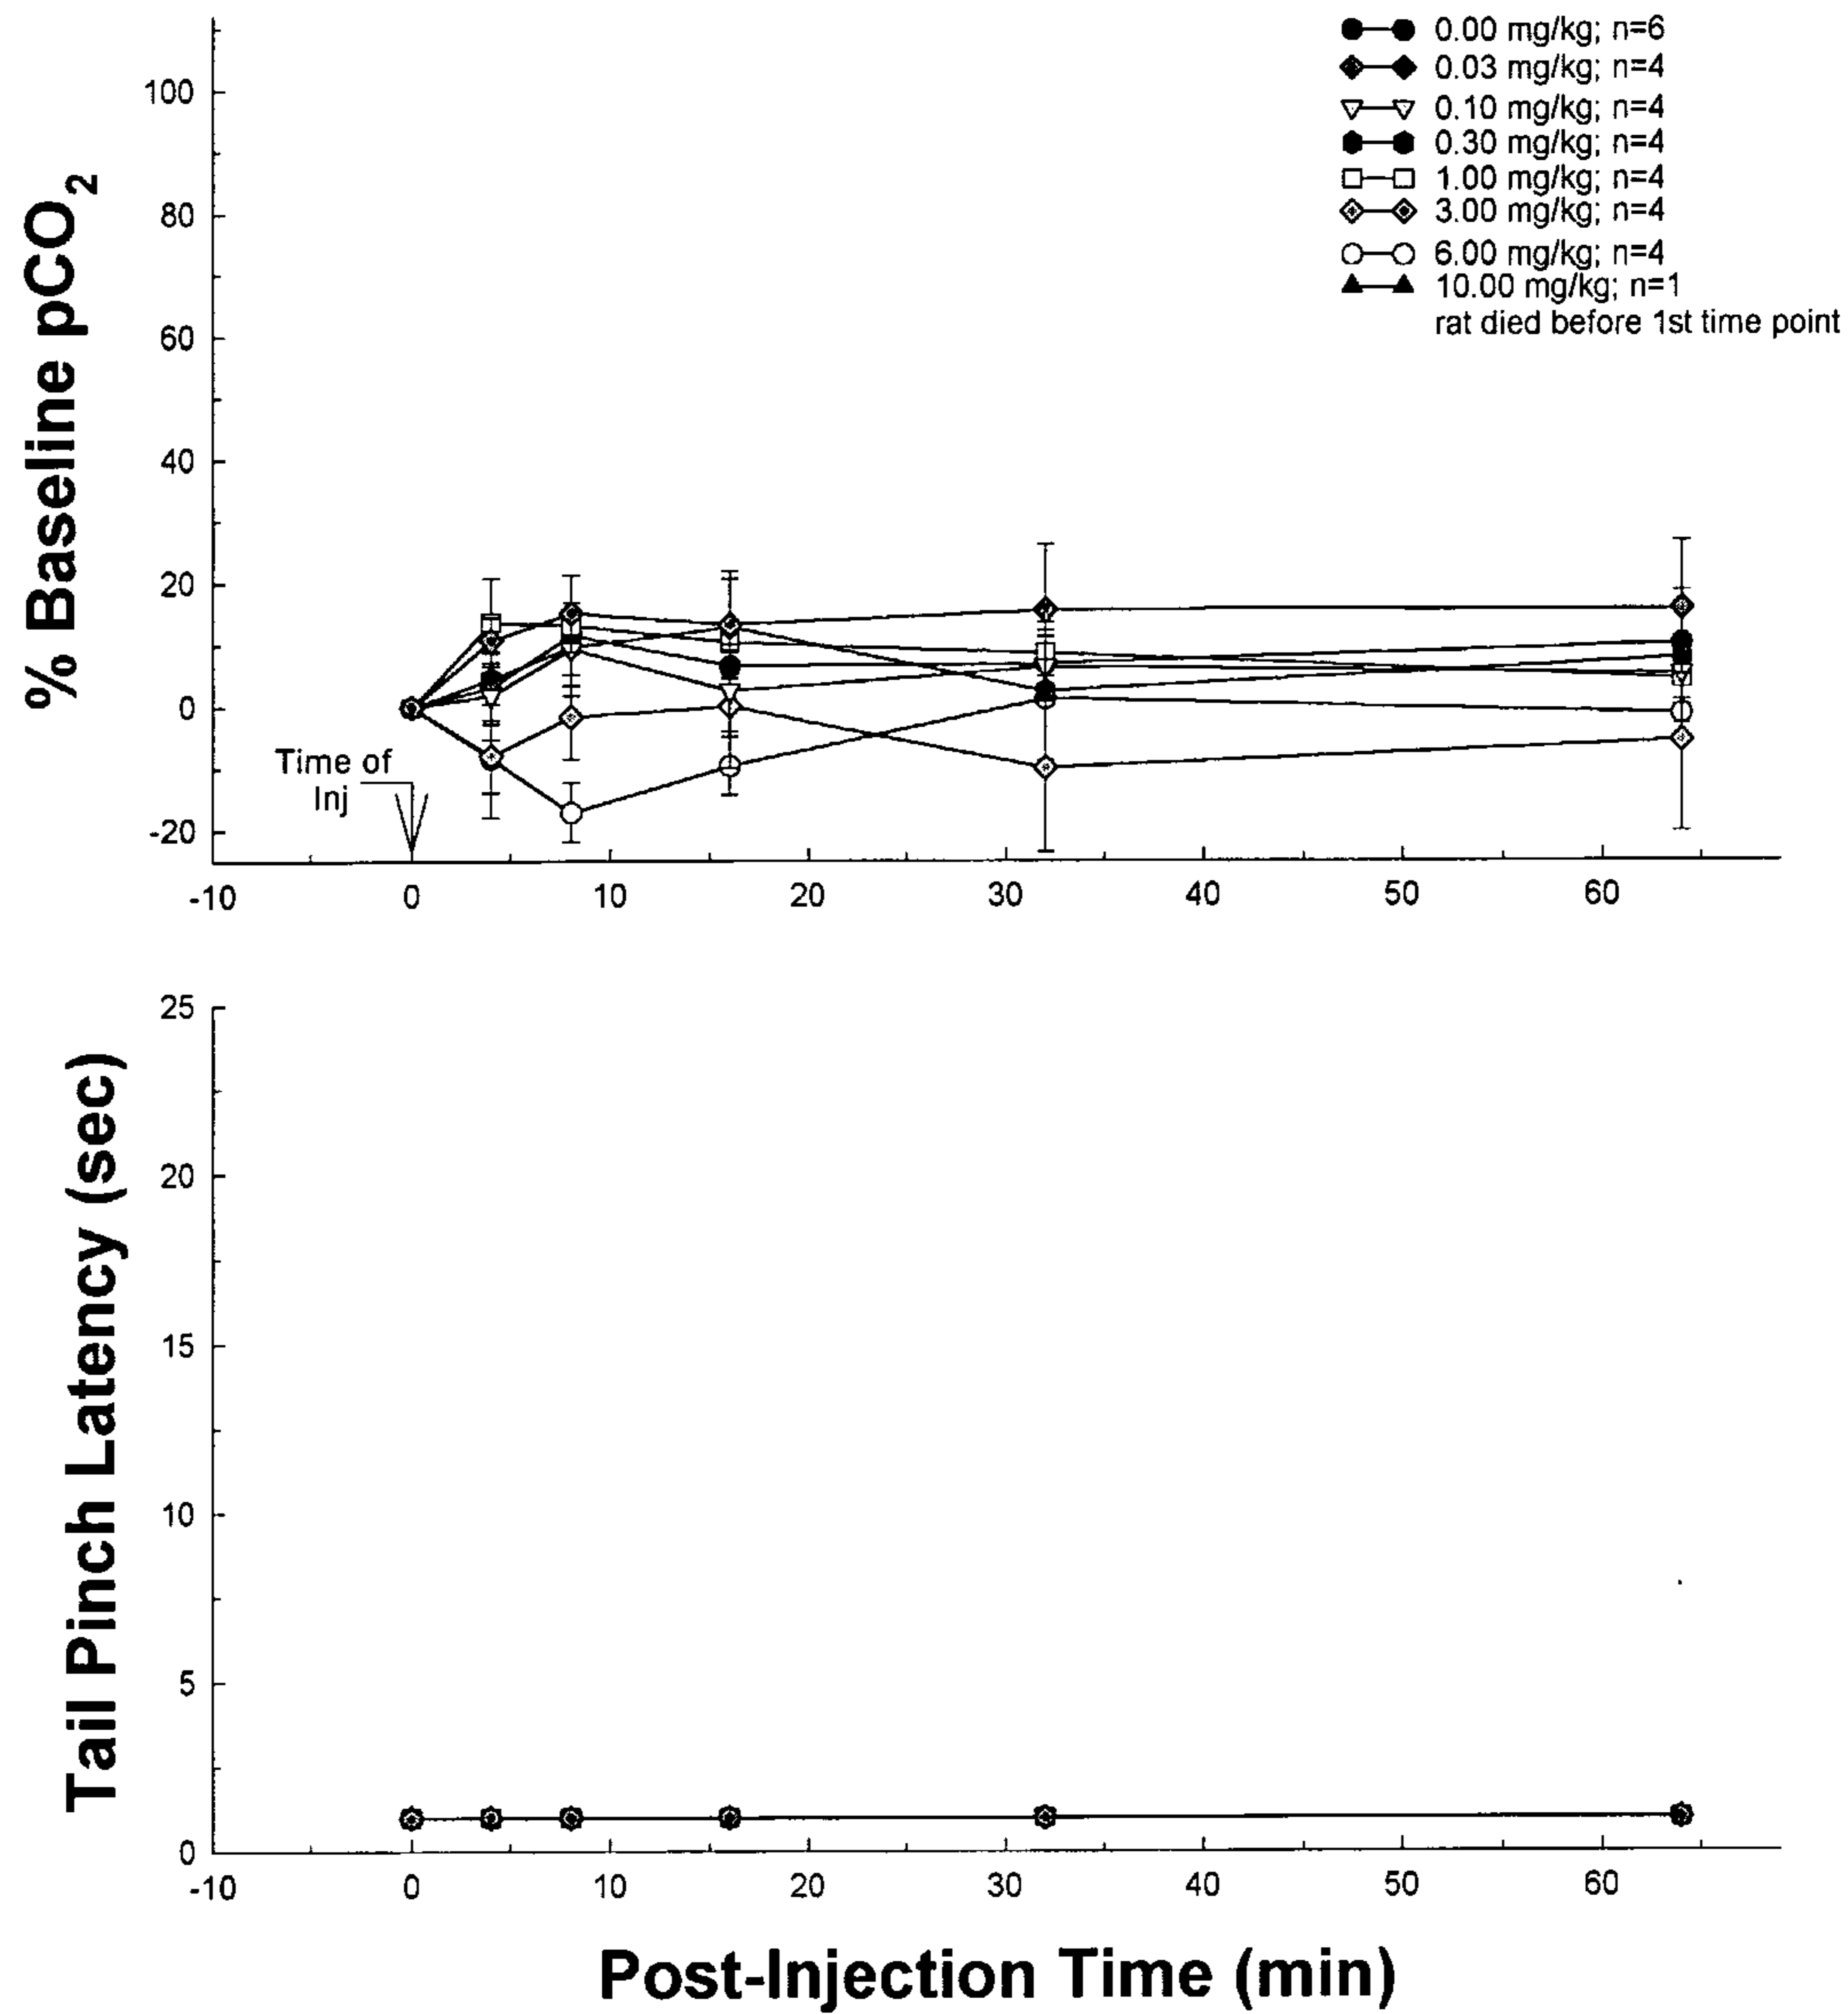 0.00 mg/kg; n=6
0.03 mg/kg; n=4
0.10 mg/kg; n=4
0.30 mg/kg; n=4
1.00 mg/kg; n=4
3.00 mg/kg; n=4
6.00 mg/kg; n=4
10.00 mg/kg; n=1
rat died before 1st time point
% Baseline pCO₂
100
80
60
40
20
0
-20
Time of
Inj
-10 0 10 20 30 40 50 60
Tail Pinch Latency (sec)
25
20
15
10
5
0
-10 0 10 20 30 40 50 60
Post-Injection Time (min)